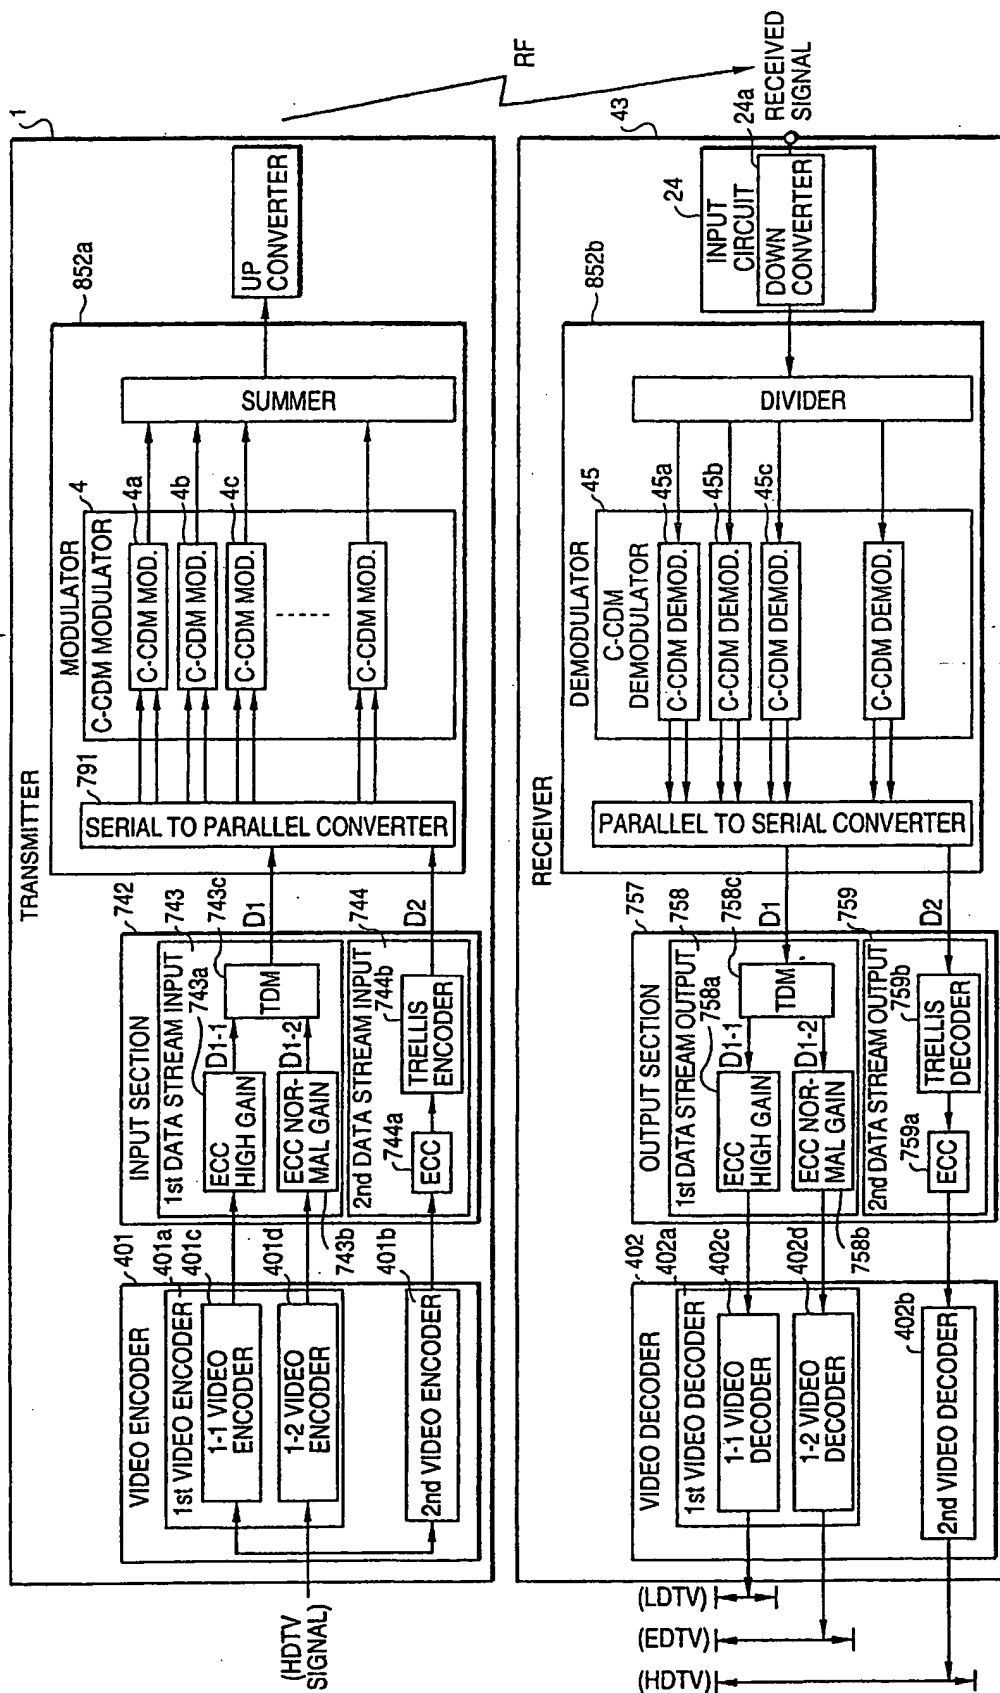 TRANSMITTER
1
VIDEO ENCODER
401
1st VIDEO ENCODER
401a
1-1 VIDEO
ENCODER
401c
1-2 VIDEO
ENCODER
401d
2nd VIDEO ENCODER
401b
(HDTV
SIGNAL)
INPUT SECTION
742
1st DATA STREAM INPUT
743
ECC
HIGH GAIN
743a
D1-1
ECC NOR-
MAL GAIN
743b
D1-2
TDM
743c
D1
2nd DATA STREAM INPUT
744
ECC
744a
TRELLIS
ENCODER
744b
D2
MODULATOR
852a
SERIAL TO PARALLEL CONVERTER
791
C-CDM MODULATOR
4
C-CDM MOD.
4a
C-CDM MOD.
4b
C-CDM MOD.
4c
C-CDM MOD.
SUMMER
UP
CONVERTER
RF
RECEIVER
43
RECEIVED
SIGNAL
INPUT
CIRCUIT
24
DOWN
CONVERTER
24a
DEMODULATOR
852b
DIVIDER
C-CDM
DEMODULATOR
45
C-CDM DEMOD.
45a
C-CDM DEMOD.
45b
C-CDM DEMOD.
45c
C-CDM DEMOD.
PARALLEL TO SERIAL CONVERTER
OUTPUT SECTION
757
1st DATA STREAM OUTPUT
758
D1
TDM
758c
D1-1
ECC
HIGH GAIN
758a
D1-2
ECC NOR-
MAL GAIN
758b
2nd DATA STREAM OUTPUT
759
D2
TRELLIS
DECODER
759b
ECC
759a
VIDEO DECODER
402
1st VIDEO DECODER
402a
1-1 VIDEO
DECODER
402c
1-2 VIDEO
DECODER
402d
2nd VIDEO DECODER
402b
(LDTV)
(EDTV)
(HDTV)